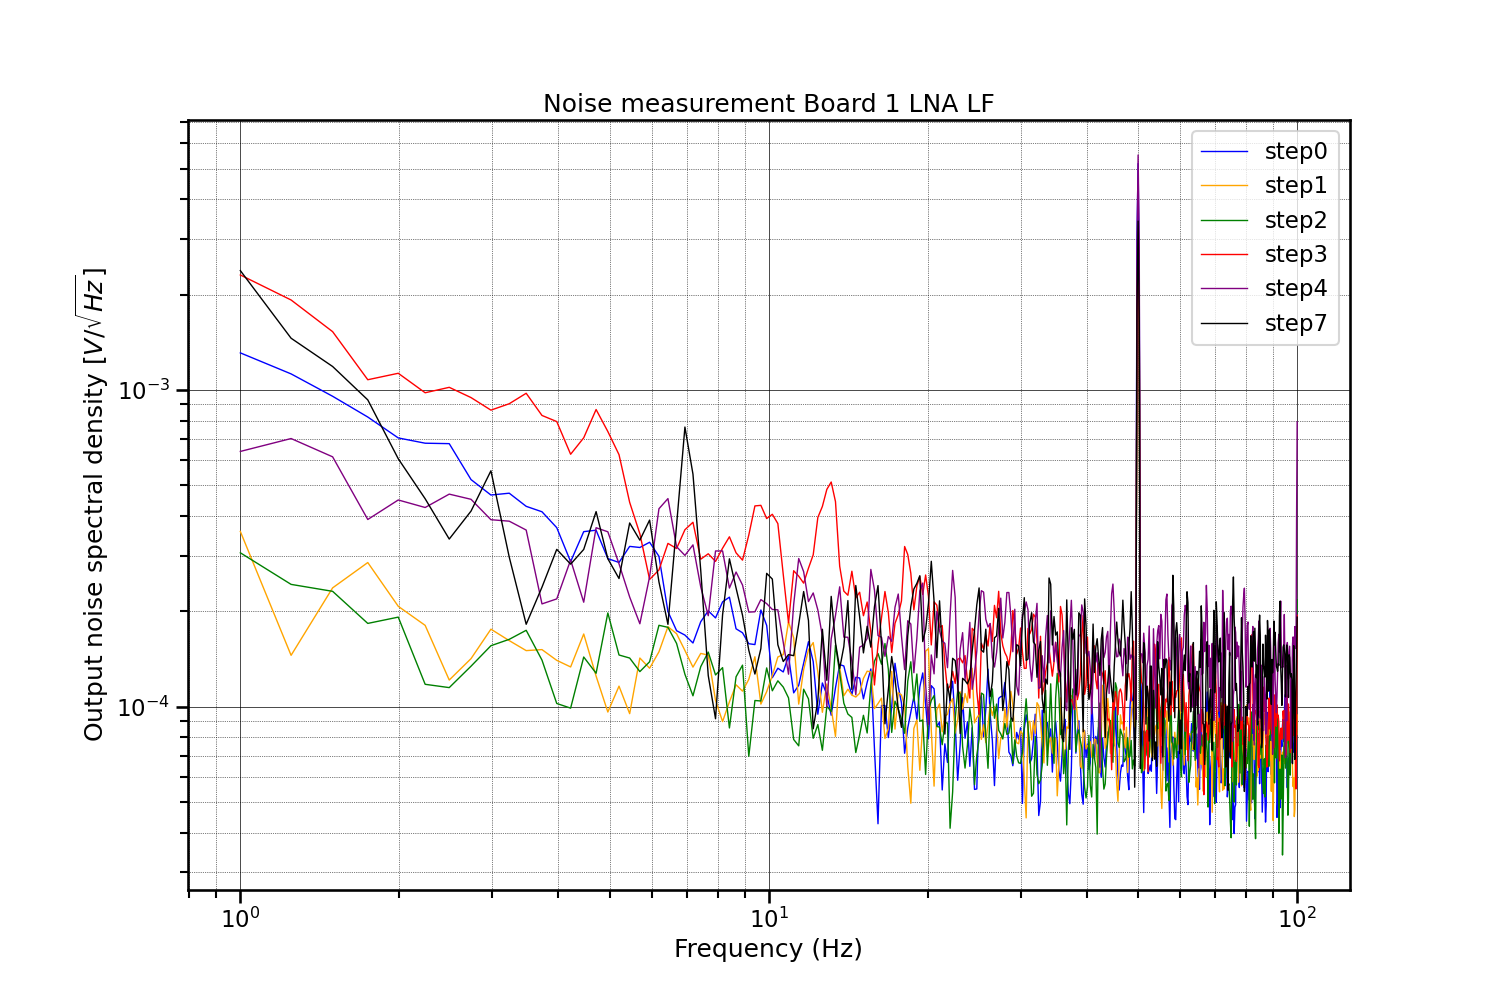 Noise measurement Board 1 LNA LF
Output noise spectral density [V/√Hz]
10⁻³
10⁻⁴
step0
step1
step2
step3
step4
step7
10⁰ 10¹ 10²
Frequency (Hz)